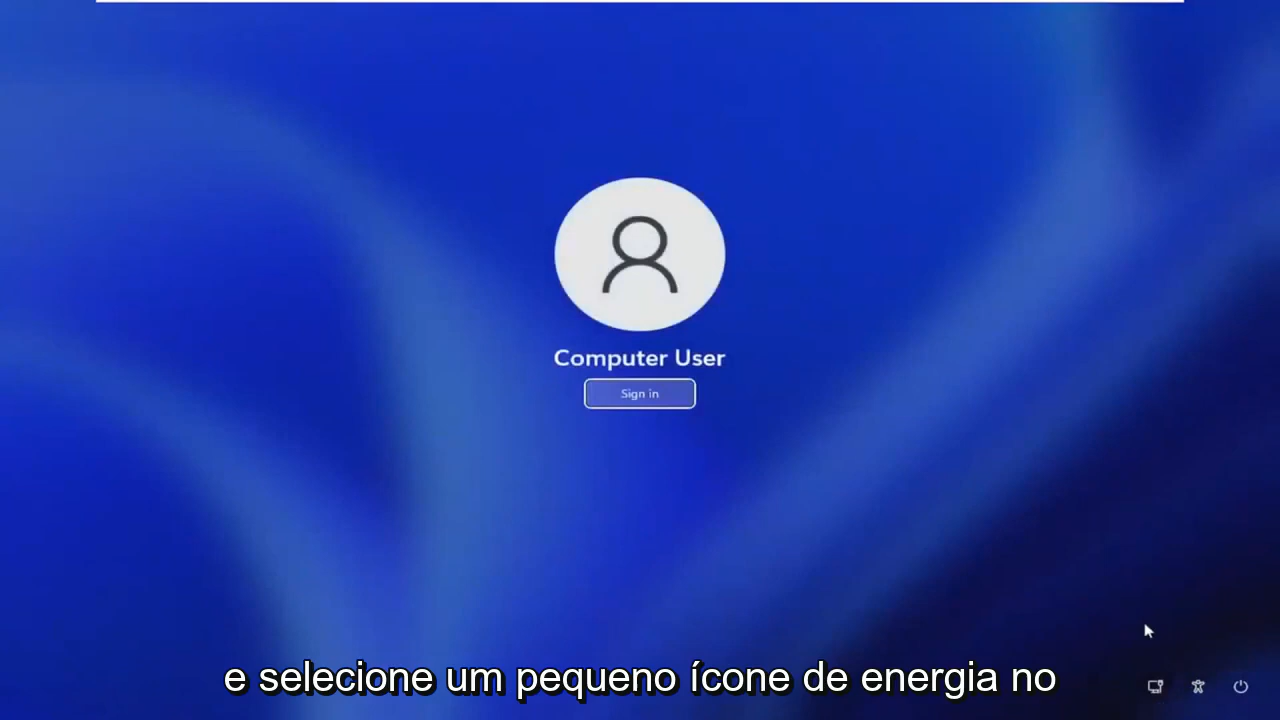 Computer User
Sign in
e selecione um pequeno ícone de energia no